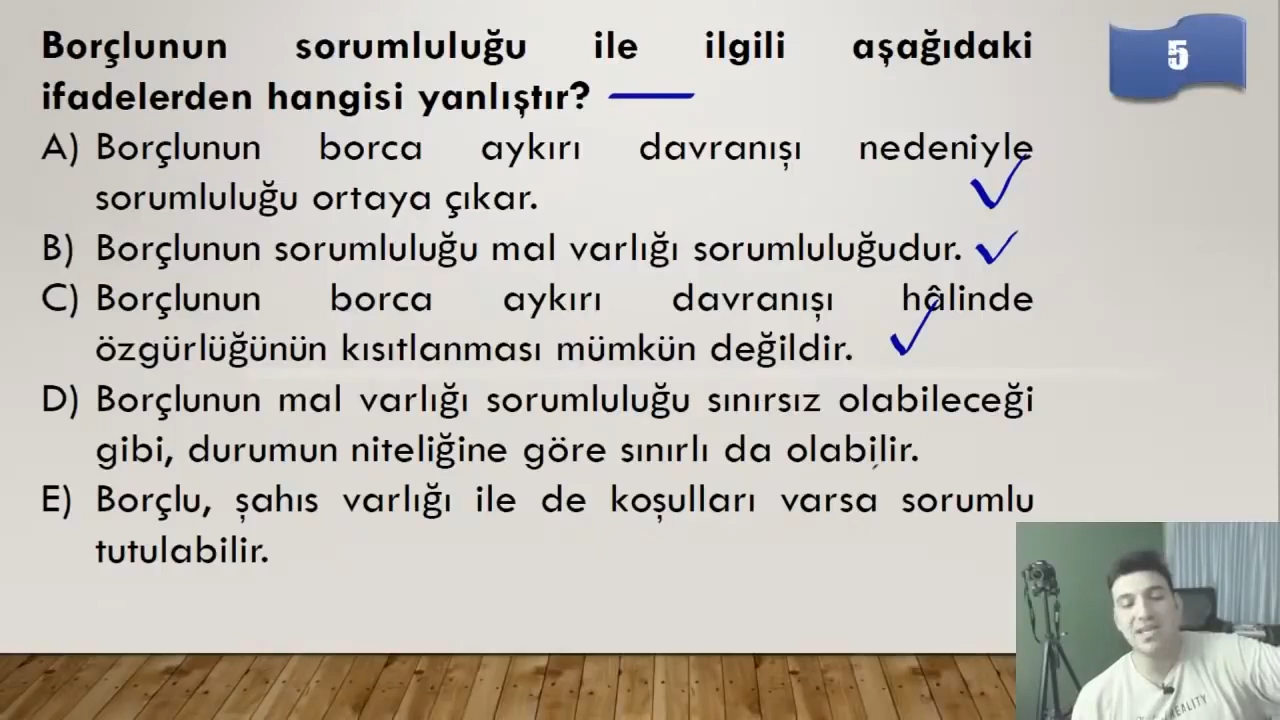 Borçlunun sorumluluğu ile ilgili aşağıdaki
ifadelerden hangisi yanlıştır?
5
A) Borçlunun borca aykırı davranışı nedeniyle
sorumluluğu ortaya çıkar.
B) Borçlunun sorumluluğu mal varlığı sorumluluğudur.
C) Borçlunun borca aykırı davranışı hâlinde
özgürlüğünün kısıtlanması mümkün değildir.
D) Borçlunun mal varlığı sorumluluğu sınırsız olabileceği
gibi, durumun niteliğine göre sınırlı da olabilir.
E) Borçlu, şahıs varlığı ile de koşulları varsa sorumlu
tutulabilir.